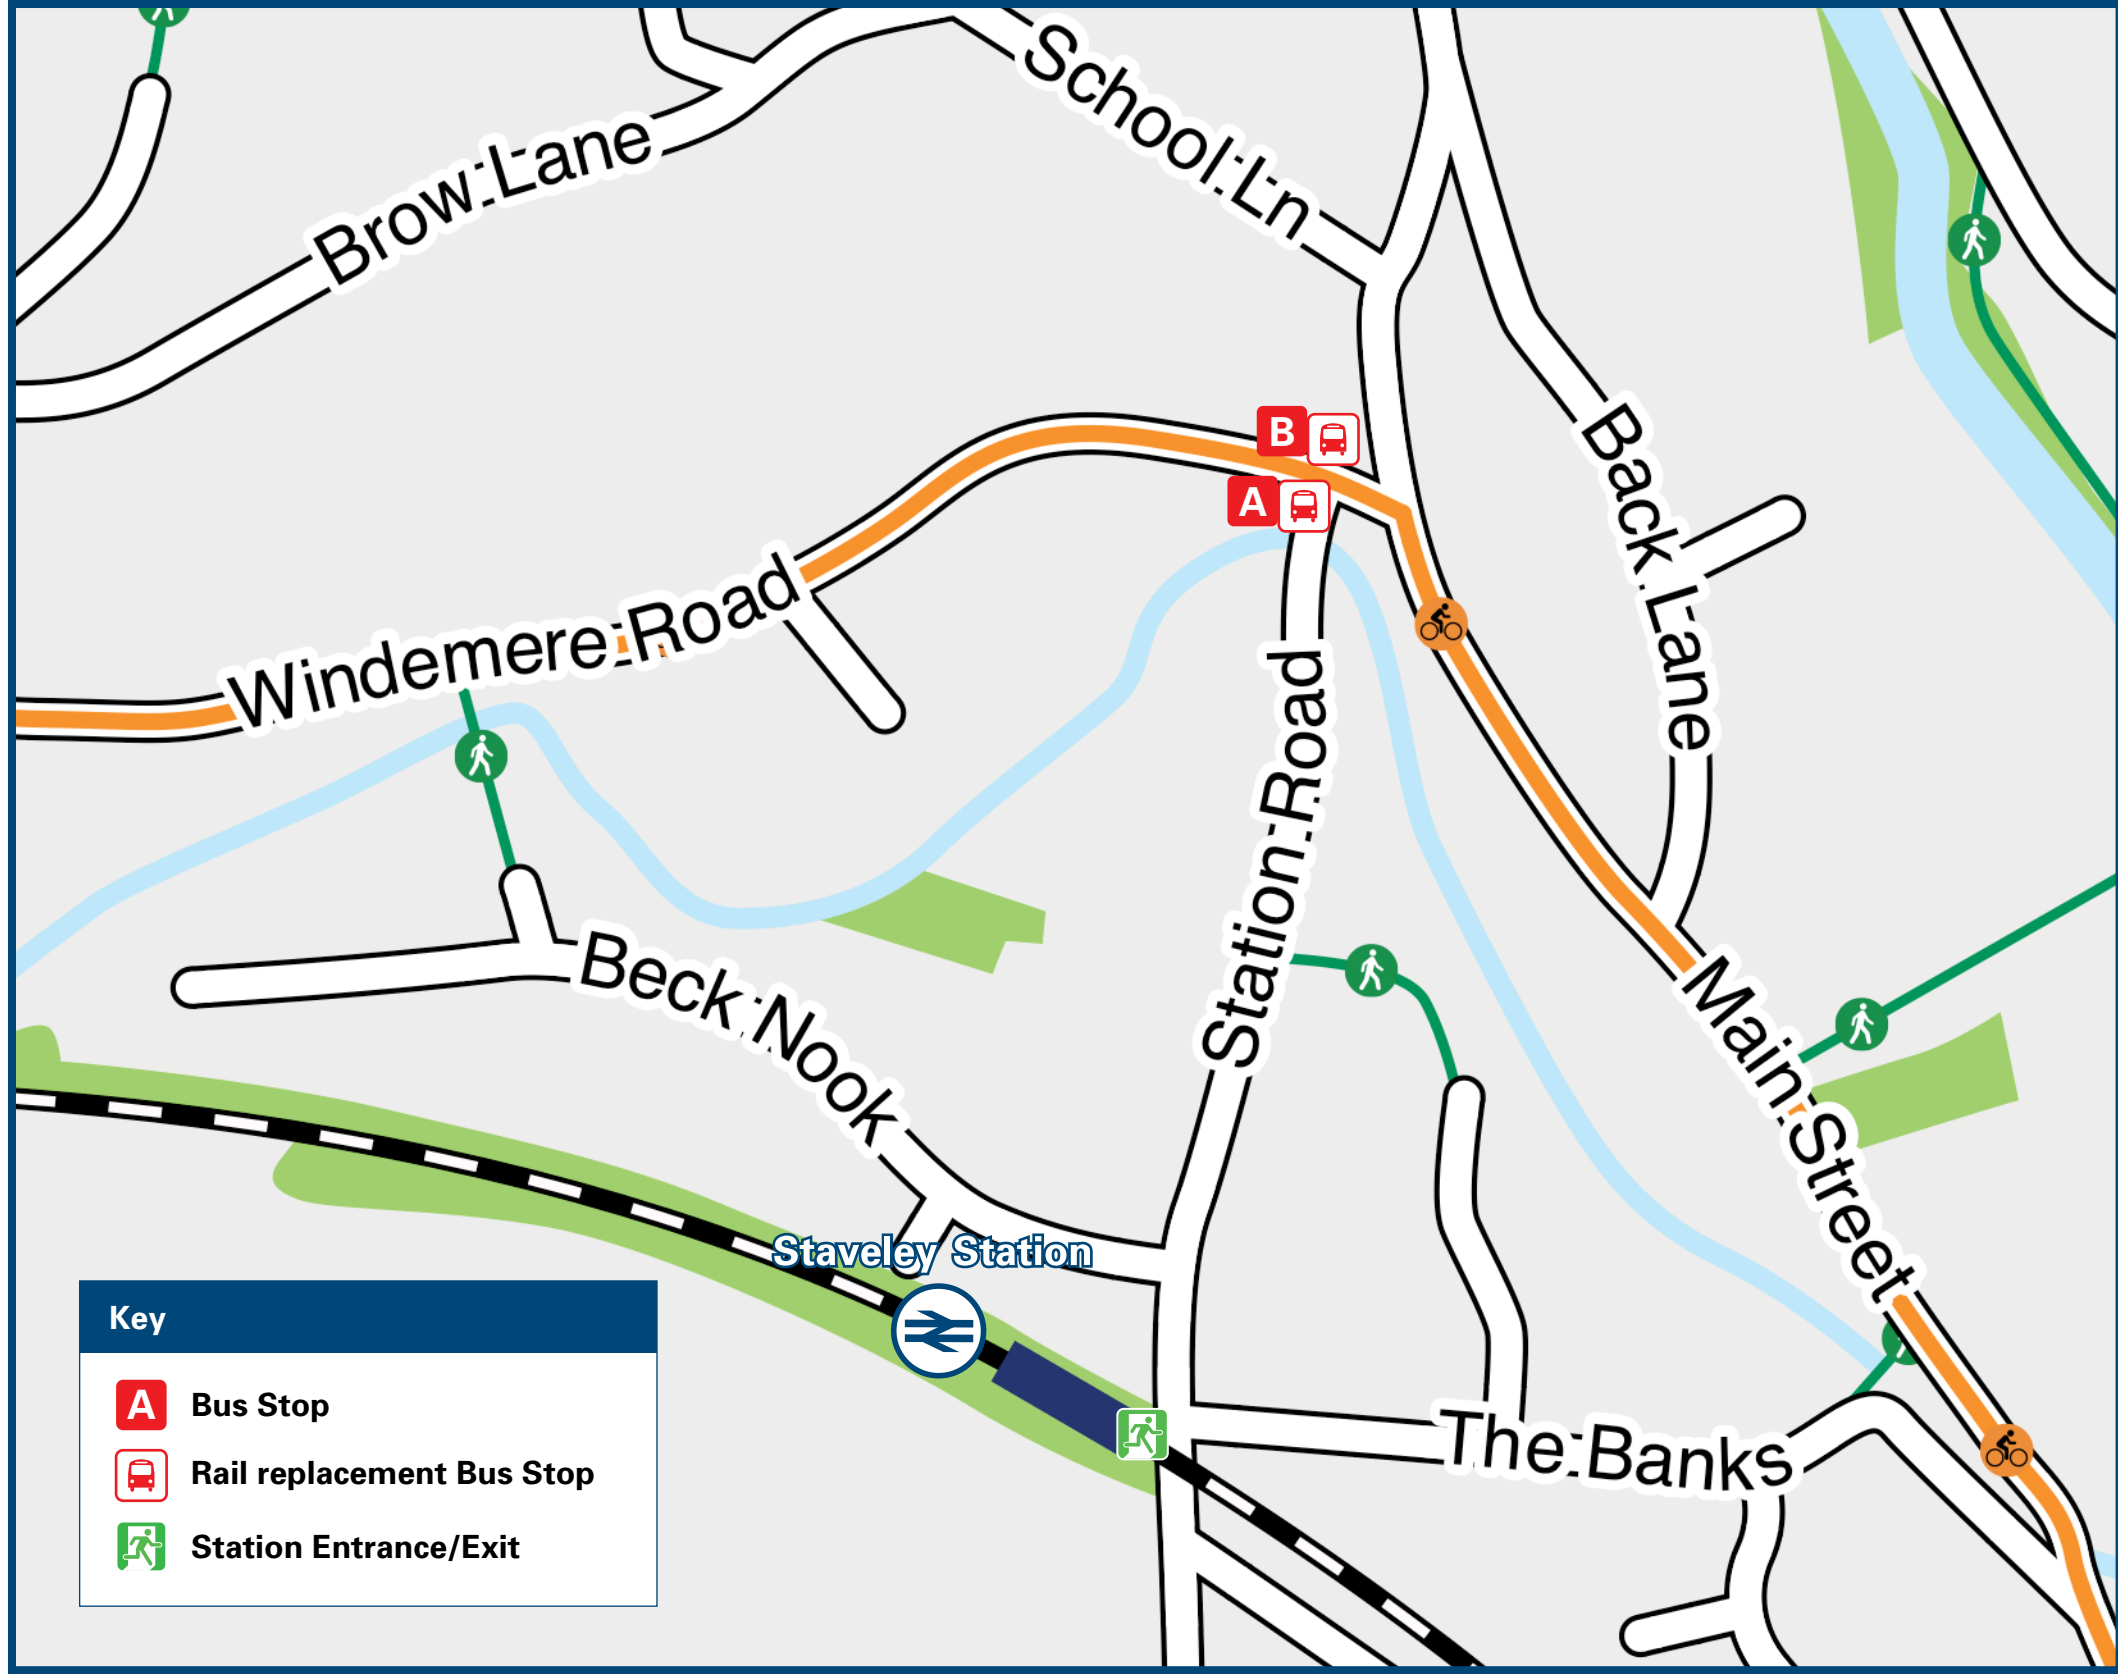 School Ln
Brow Lane
B
A
Back Lane
Windemere Road
Station Road
Beck Nook
Main Street
Staveley Station
The Banks
Key
A Bus Stop
Rail replacement Bus Stop
Station Entrance/Exit